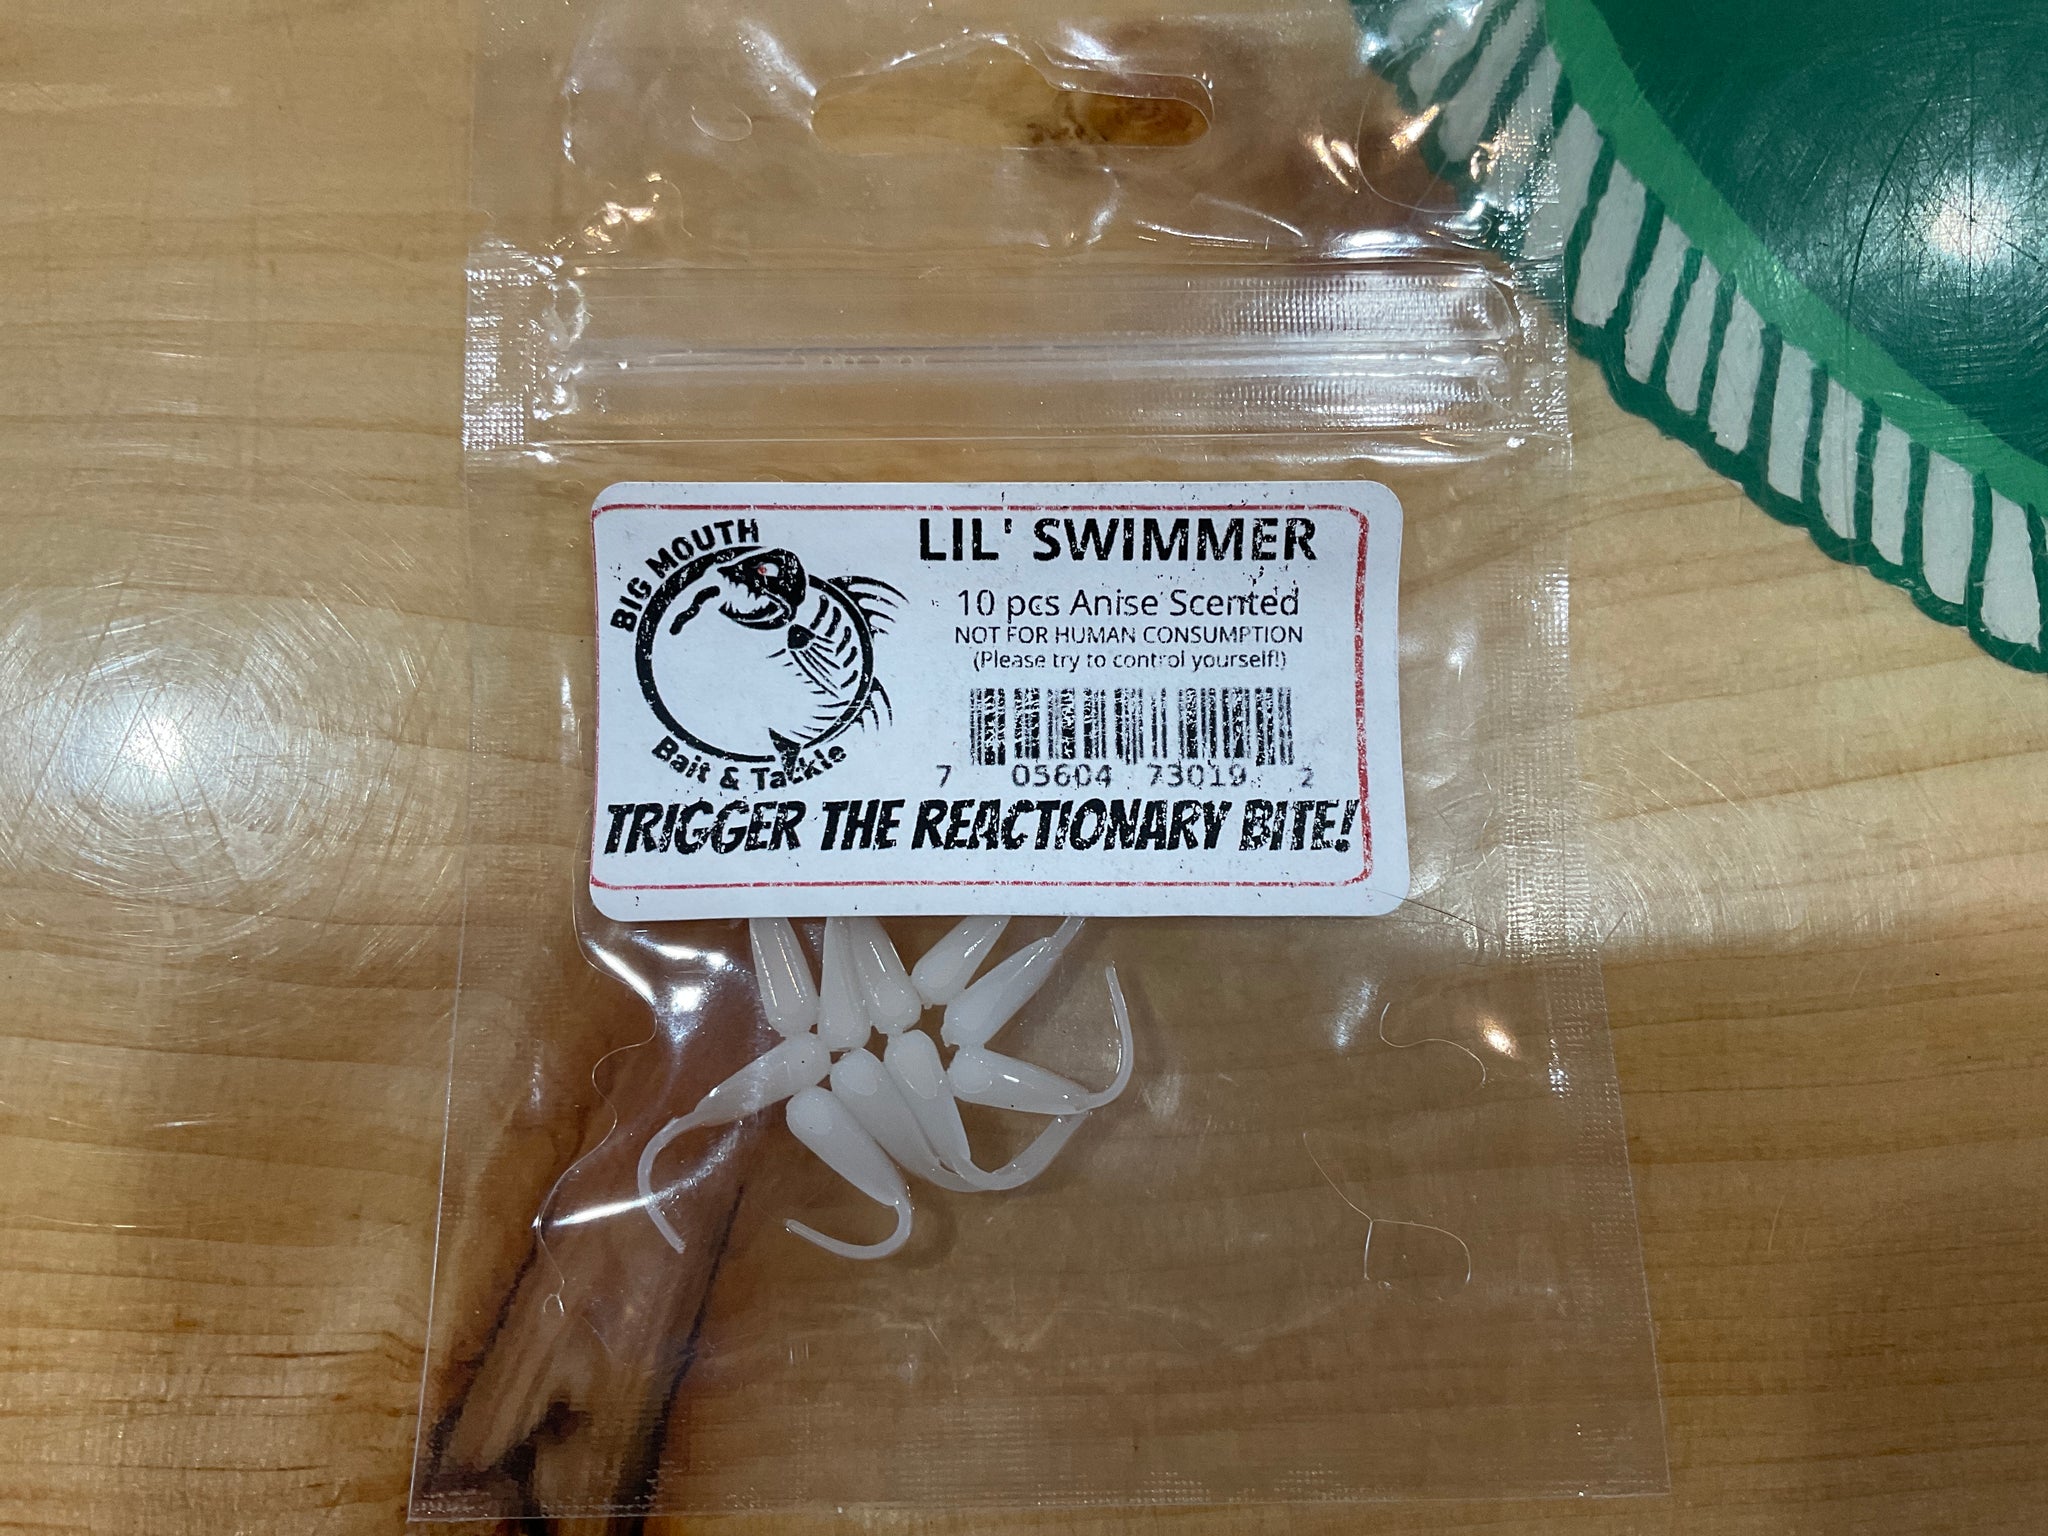 BIG MOUTH
Bait & Tackle
LIL' SWIMMER
10 pcs Anise Scented
NOT FOR HUMAN CONSUMPTION
(Please try to control yourself!)
7 05604 73019 2
TRIGGER THE REACTIONARY BITE!